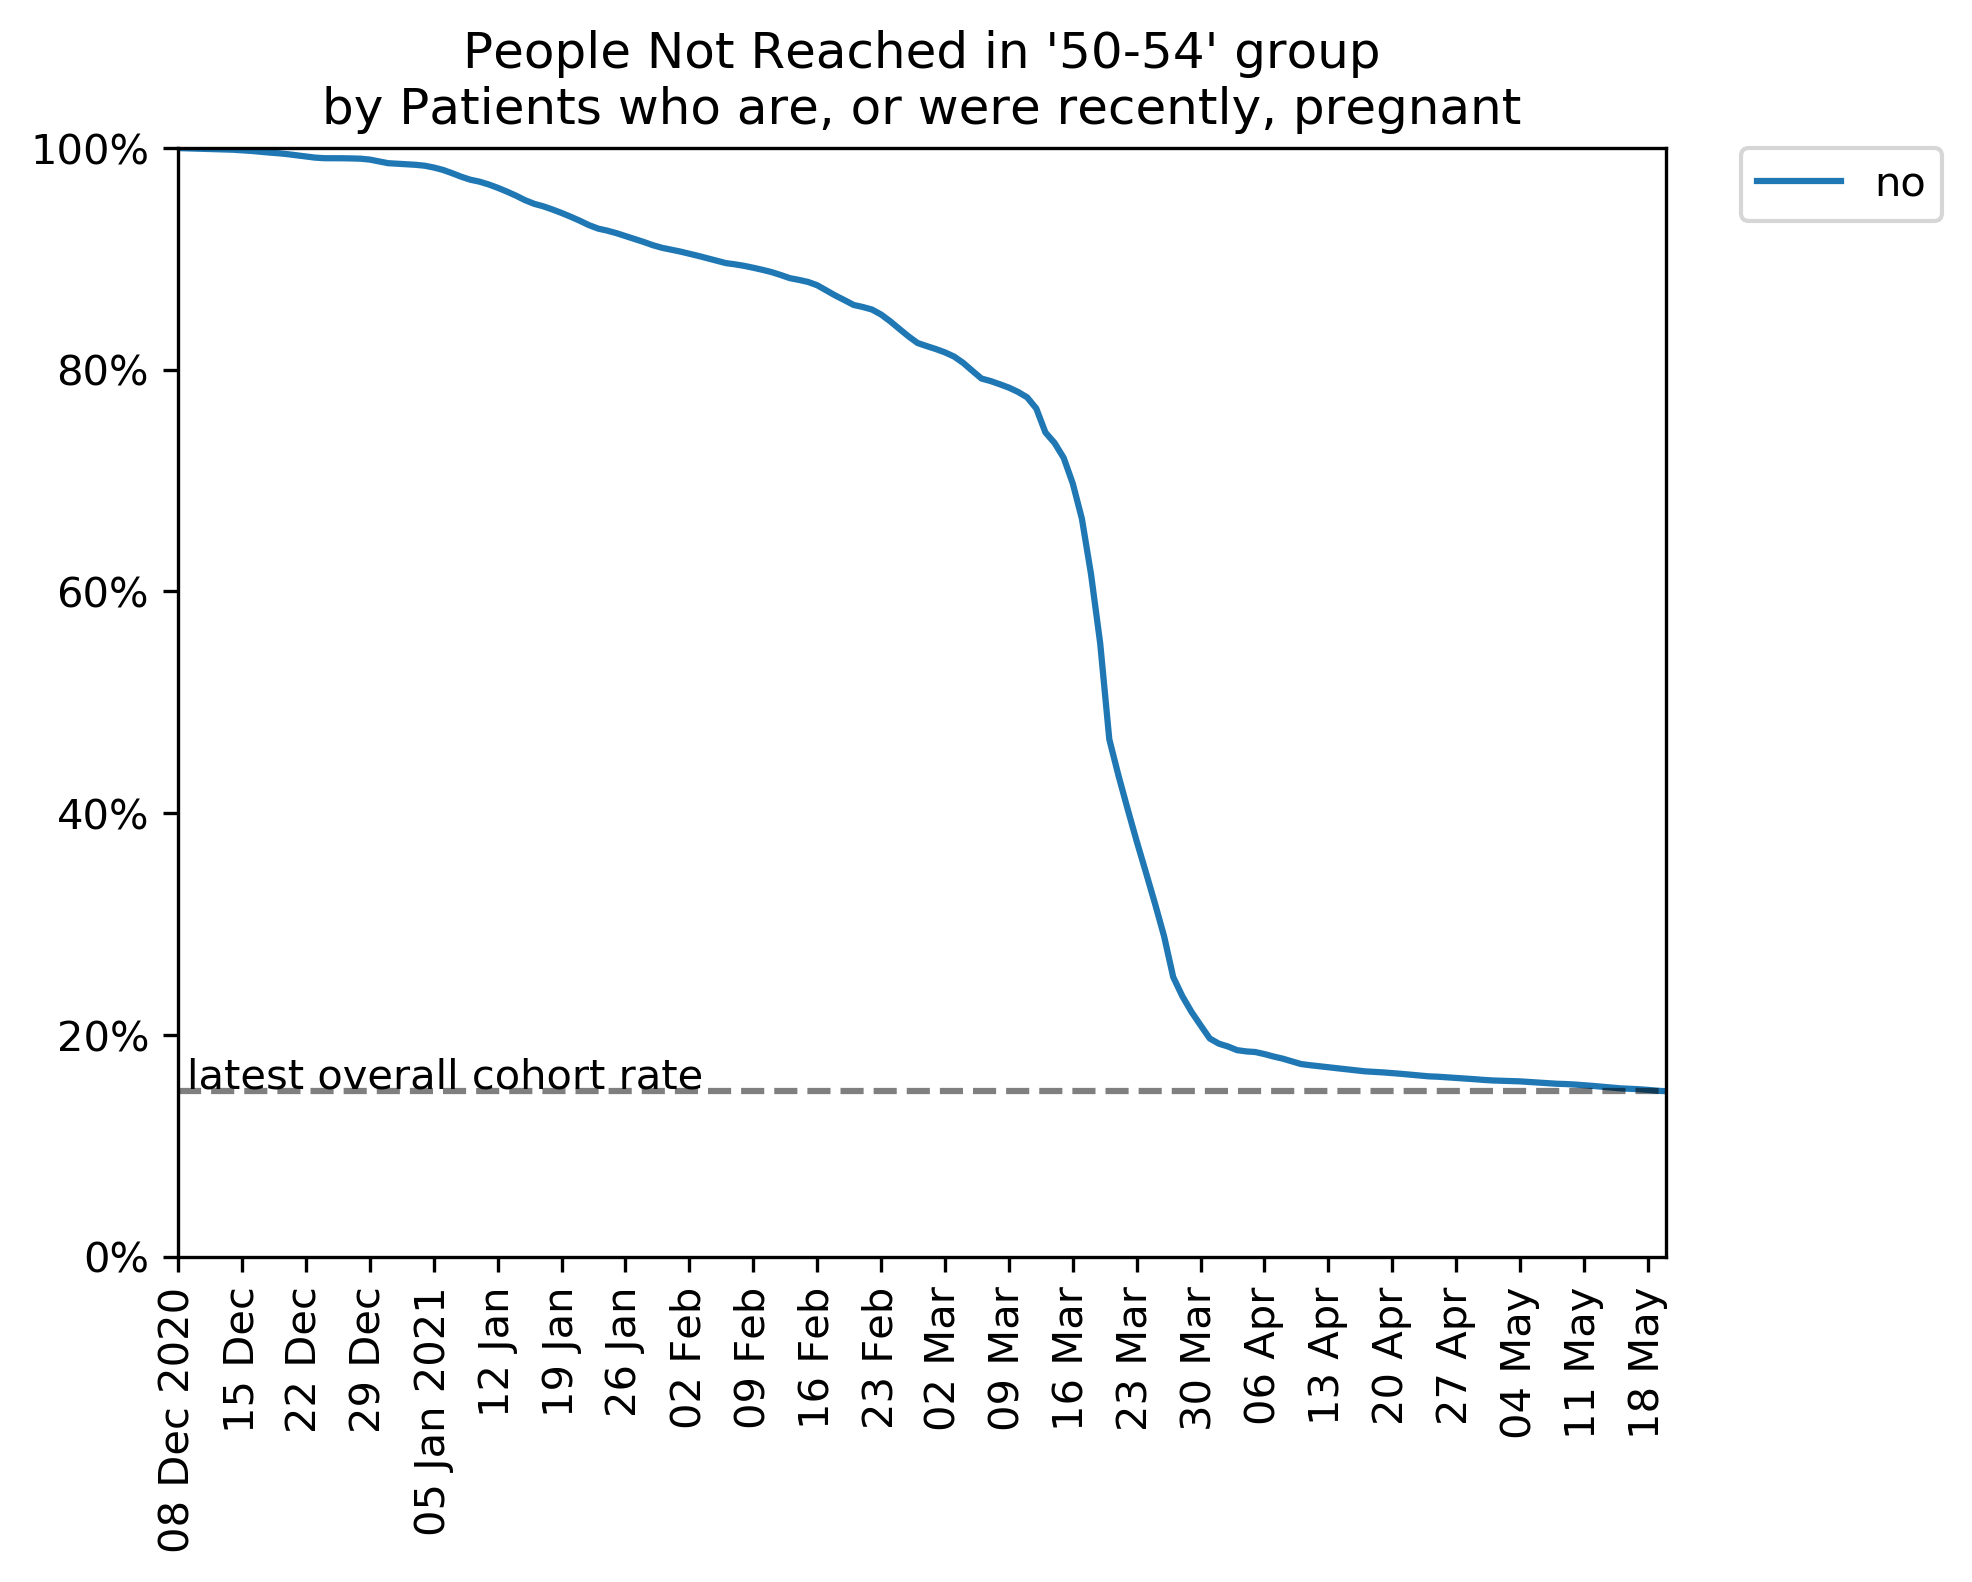 People Not Reached in '50-54' group
by Patients who are, or were recently, pregnant
100%
80%
60%
40%
20%
0%
no
latest overall cohort rate
08 Dec 2020
15 Dec
22 Dec
29 Dec
05 Jan 2021
12 Jan
19 Jan
26 Jan
02 Feb
09 Feb
16 Feb
23 Feb
02 Mar
09 Mar
16 Mar
23 Mar
30 Mar
06 Apr
13 Apr
20 Apr
27 Apr
04 May
11 May
18 May